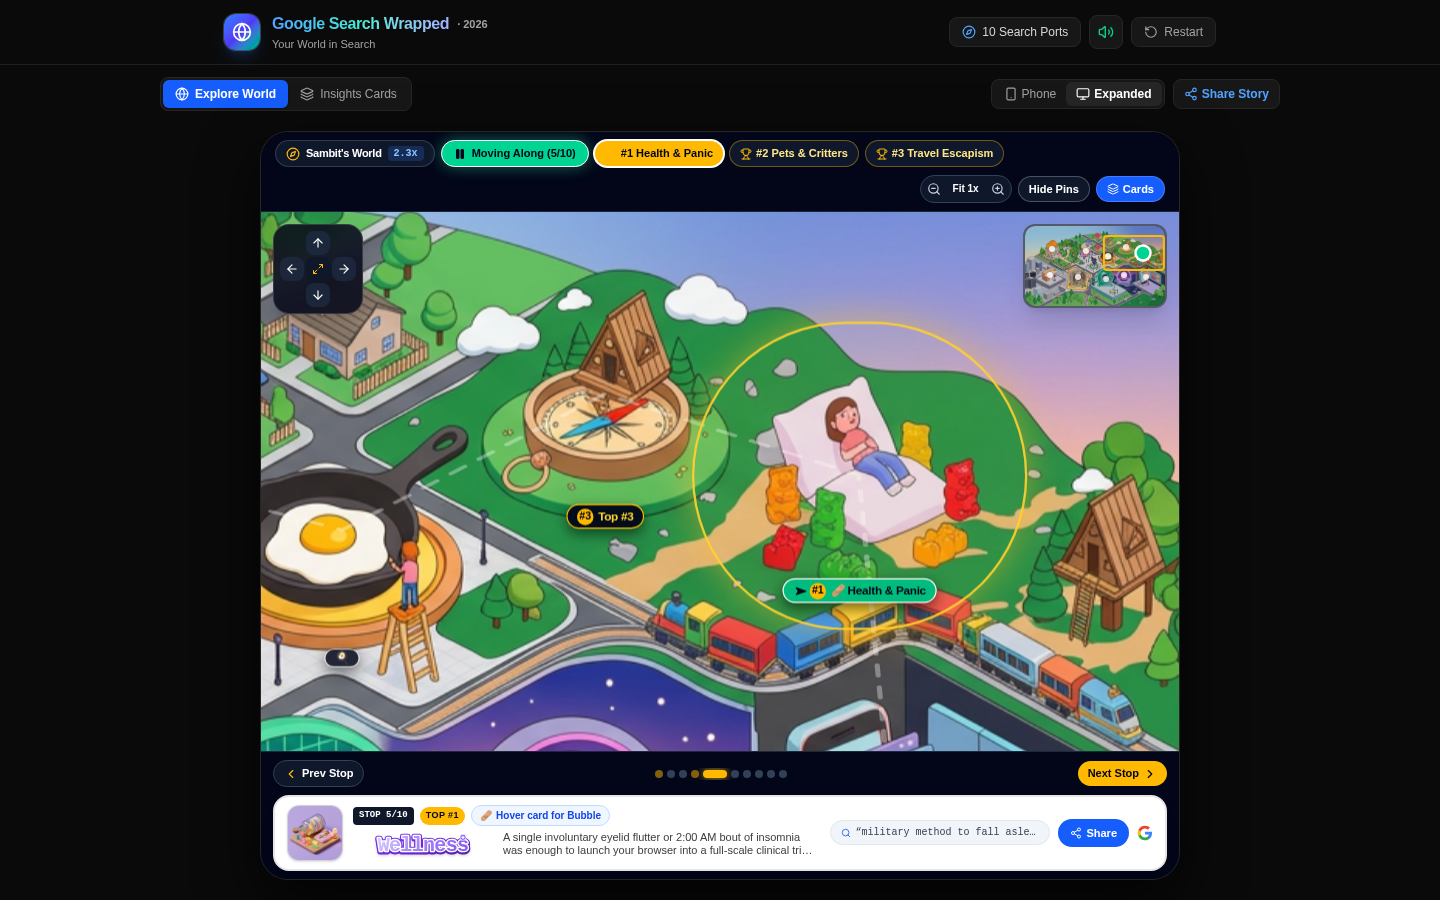 Google Search Wrapped · 2026
Your World in Search
10 Search Ports
Restart
Explore World
Insights Cards
Phone
Expanded
Share Story
Sambit's World 2.3x
Moving Along (5/10)
#1 Health & Panic
#2 Pets & Critters
#3 Travel Escapism
Fit 1x
Hide Pins
Cards
#3 Top #3
#1 Health & Panic
Prev Stop
Next Stop
STOP 5/10
TOP #1
Hover card for Bubble
Wellness
A single involuntary eyelid flutter or 2:00 AM bout of insomnia
was enough to launch your browser into a full-scale clinical tri…
“military method to fall asle…
Share